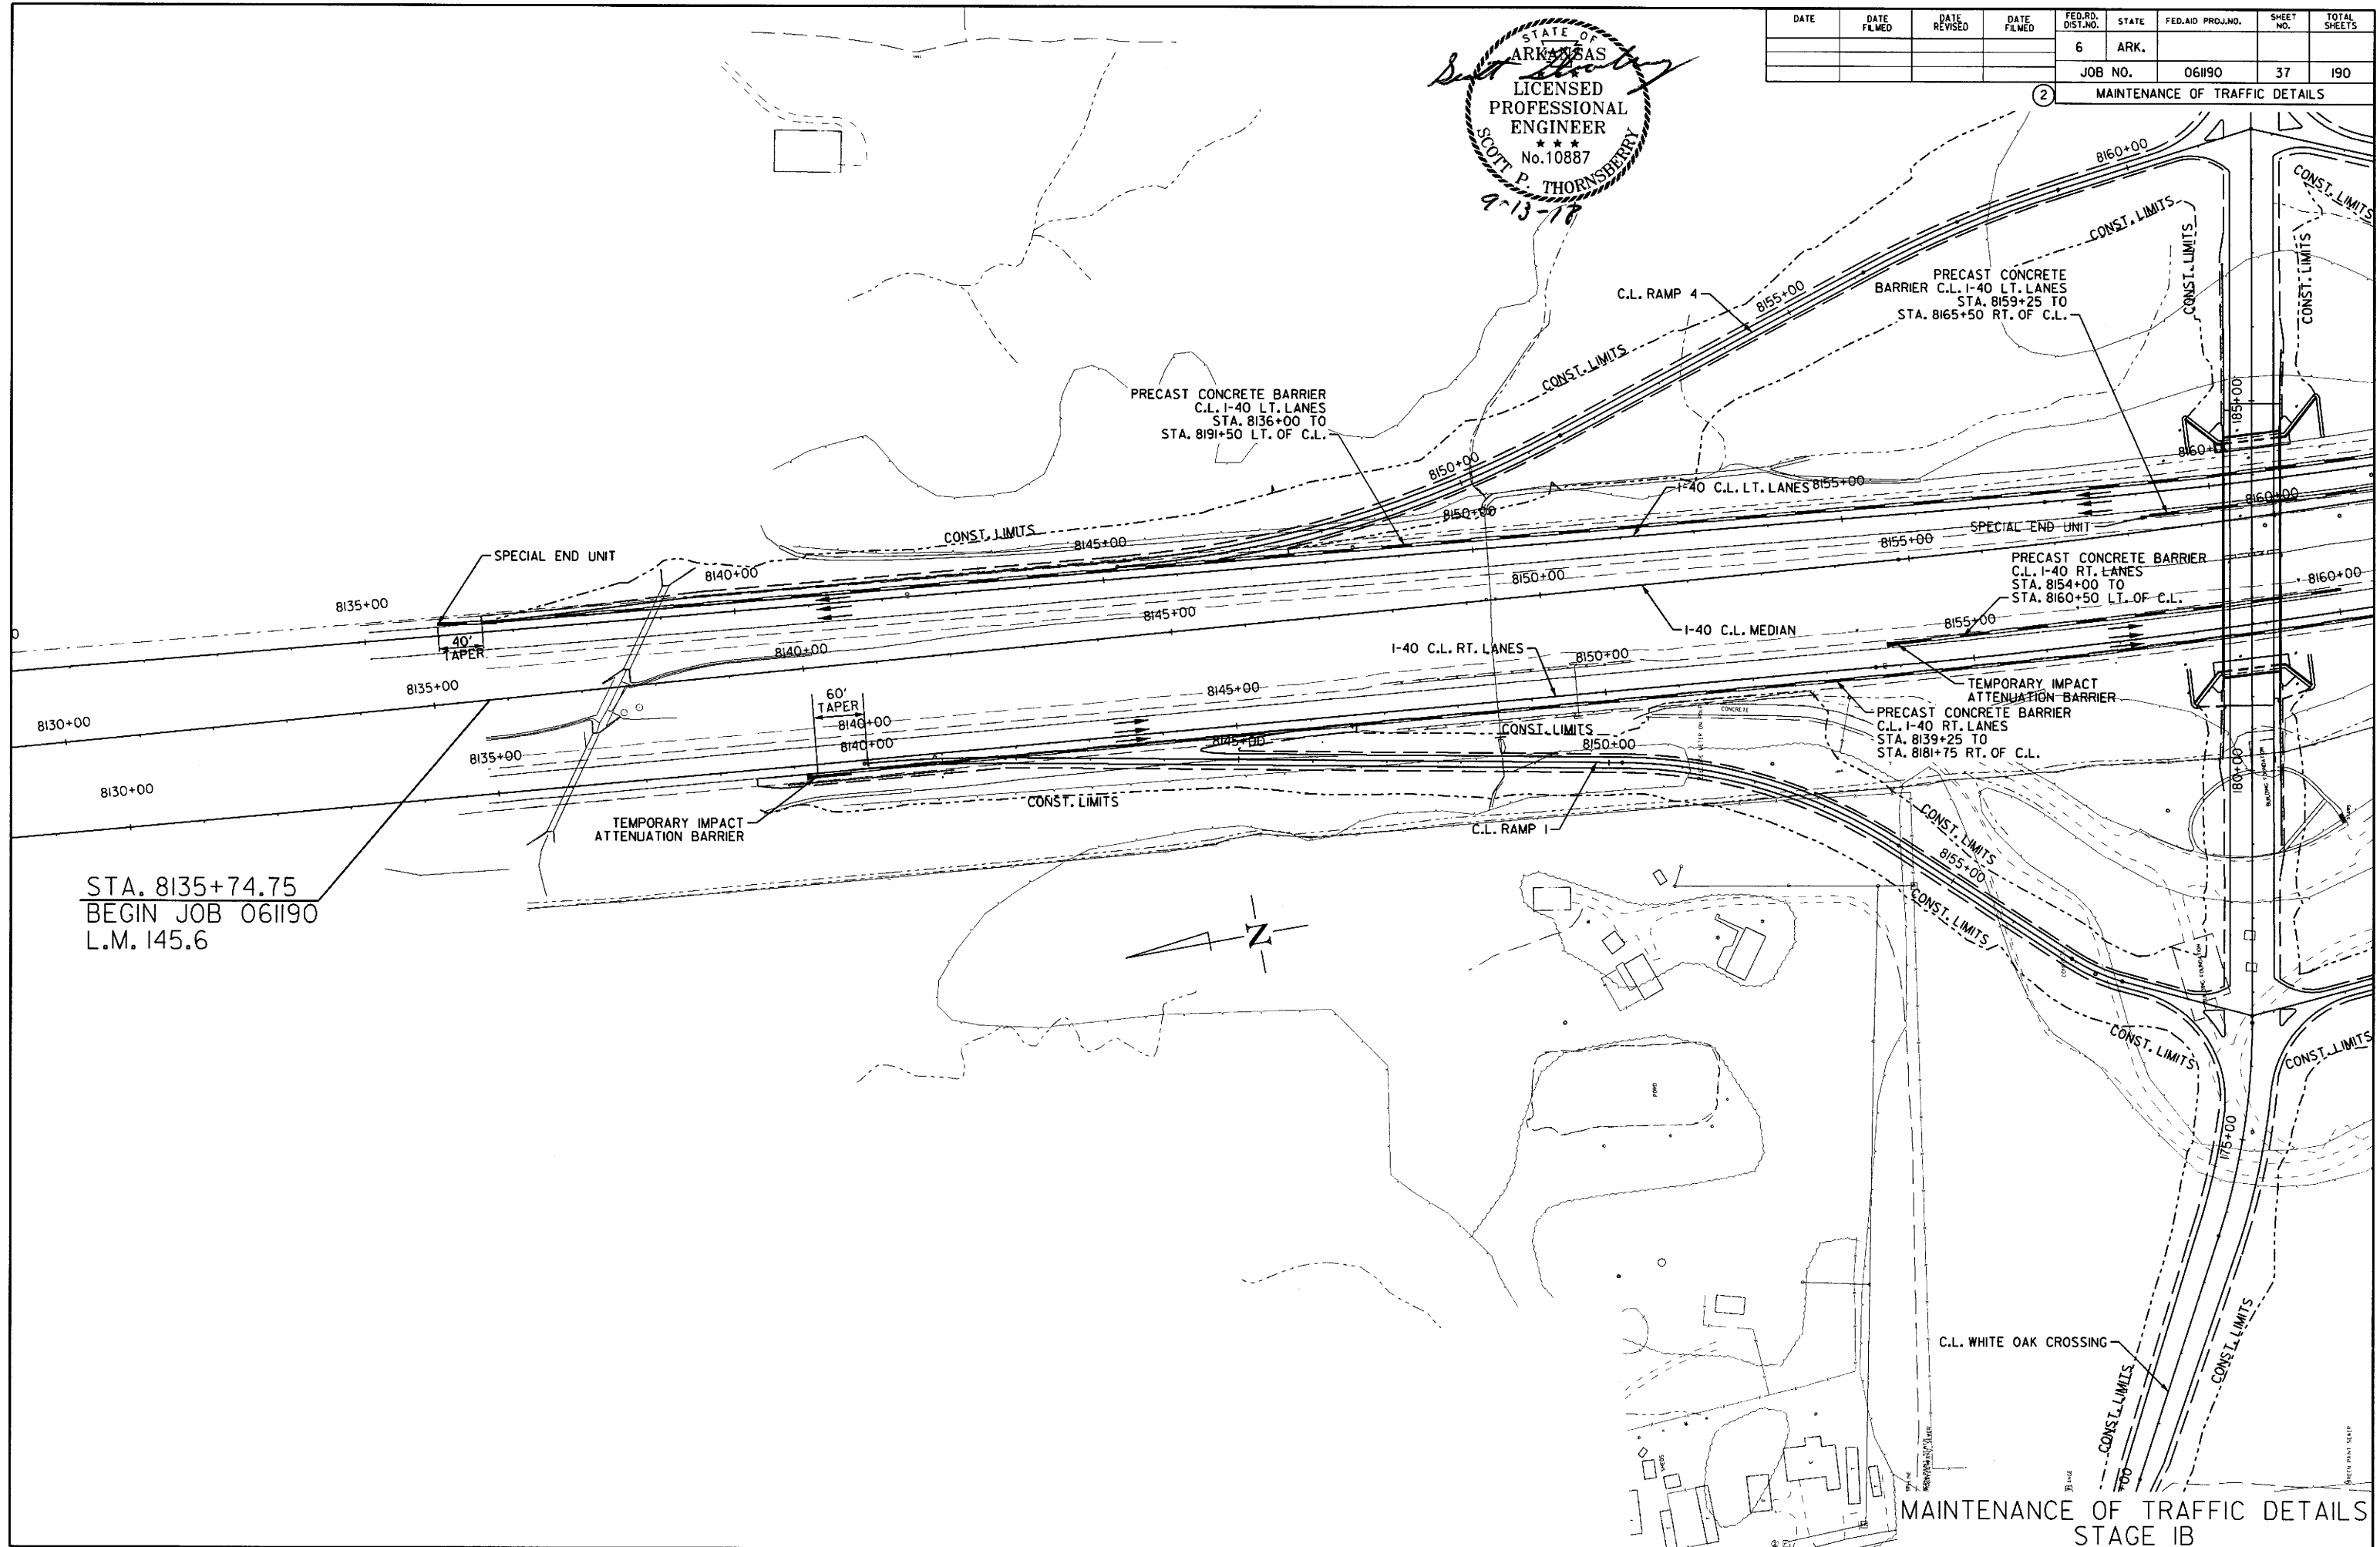 DATE
DATE FILMED
DATE REVISED
DATE FILMED
FED.RD. DIST.NO.
STATE
FED.AID PROJ.NO.
SHEET NO.
TOTAL SHEETS
6
ARK.
JOB NO.
061190
37
190
2
MAINTENANCE OF TRAFFIC DETAILS
STATE OF
ARKANSAS
LICENSED
PROFESSIONAL
ENGINEER
★ ★ ★
No.10887
SCOTT P. THORNSBERRY
8160+00
CONST. LIMITS
CONST. LIMITS
CONST. LIMITS
CONST. LIMITS
C.L. RAMP 4
8155+00
PRECAST CONCRETE
BARRIER C.L. I-40 LT. LANES
STA. 8159+25 TO
STA. 8165+50 RT. OF C.L.
CONST. LIMITS
PRECAST CONCRETE BARRIER
C.L. I-40 LT. LANES
STA. 8136+00 TO
STA. 8191+50 LT. OF C.L.
185+00
8150+00
8160+00
I-40 C.L. LT. LANES
8155+00
8150+00
8160+00
SPECIAL END UNIT
CONST. LIMITS
8145+00
8155+00
SPECIAL END UNIT
8140+00
8150+00
PRECAST CONCRETE BARRIER
C.L. I-40 RT. LANES
STA. 8154+00 TO
STA. 8160+50 LT. OF C.L.
8160+00
8135+00
8145+00
8155+00
40'
TAPER
8140+00
I-40 C.L. MEDIAN
I-40 C.L. RT. LANES
8150+00
8135+00
8145+00
TEMPORARY IMPACT
ATTENUATION BARRIER
60'
TAPER
8130+00
8140+00
8140+00
8145+00
CONST. LIMITS
8150+00
CONCRETE
PRECAST CONCRETE BARRIER
C.L. I-40 RT. LANES
STA. 8139+25 TO
STA. 8181+75 RT. OF C.L.
8135+00
180+00
BUILDING FOUNDATION
8130+00
CONST. LIMITS
TEMPORARY IMPACT
ATTENUATION BARRIER
C.L. RAMP 1
CONST. LIMITS
8155+00
CONST. LIMITS
STA. 8135+74.75
BEGIN JOB 061190
L.M. 145.6
Z
CONST. LIMITS
CONST. LIMITS
POND
175+00
C.L. WHITE OAK CROSSING
CONST. LIMITS
CONST. LIMITS
SHEDS
MAINTENANCE OF TRAFFIC DETAILS
STAGE 1B